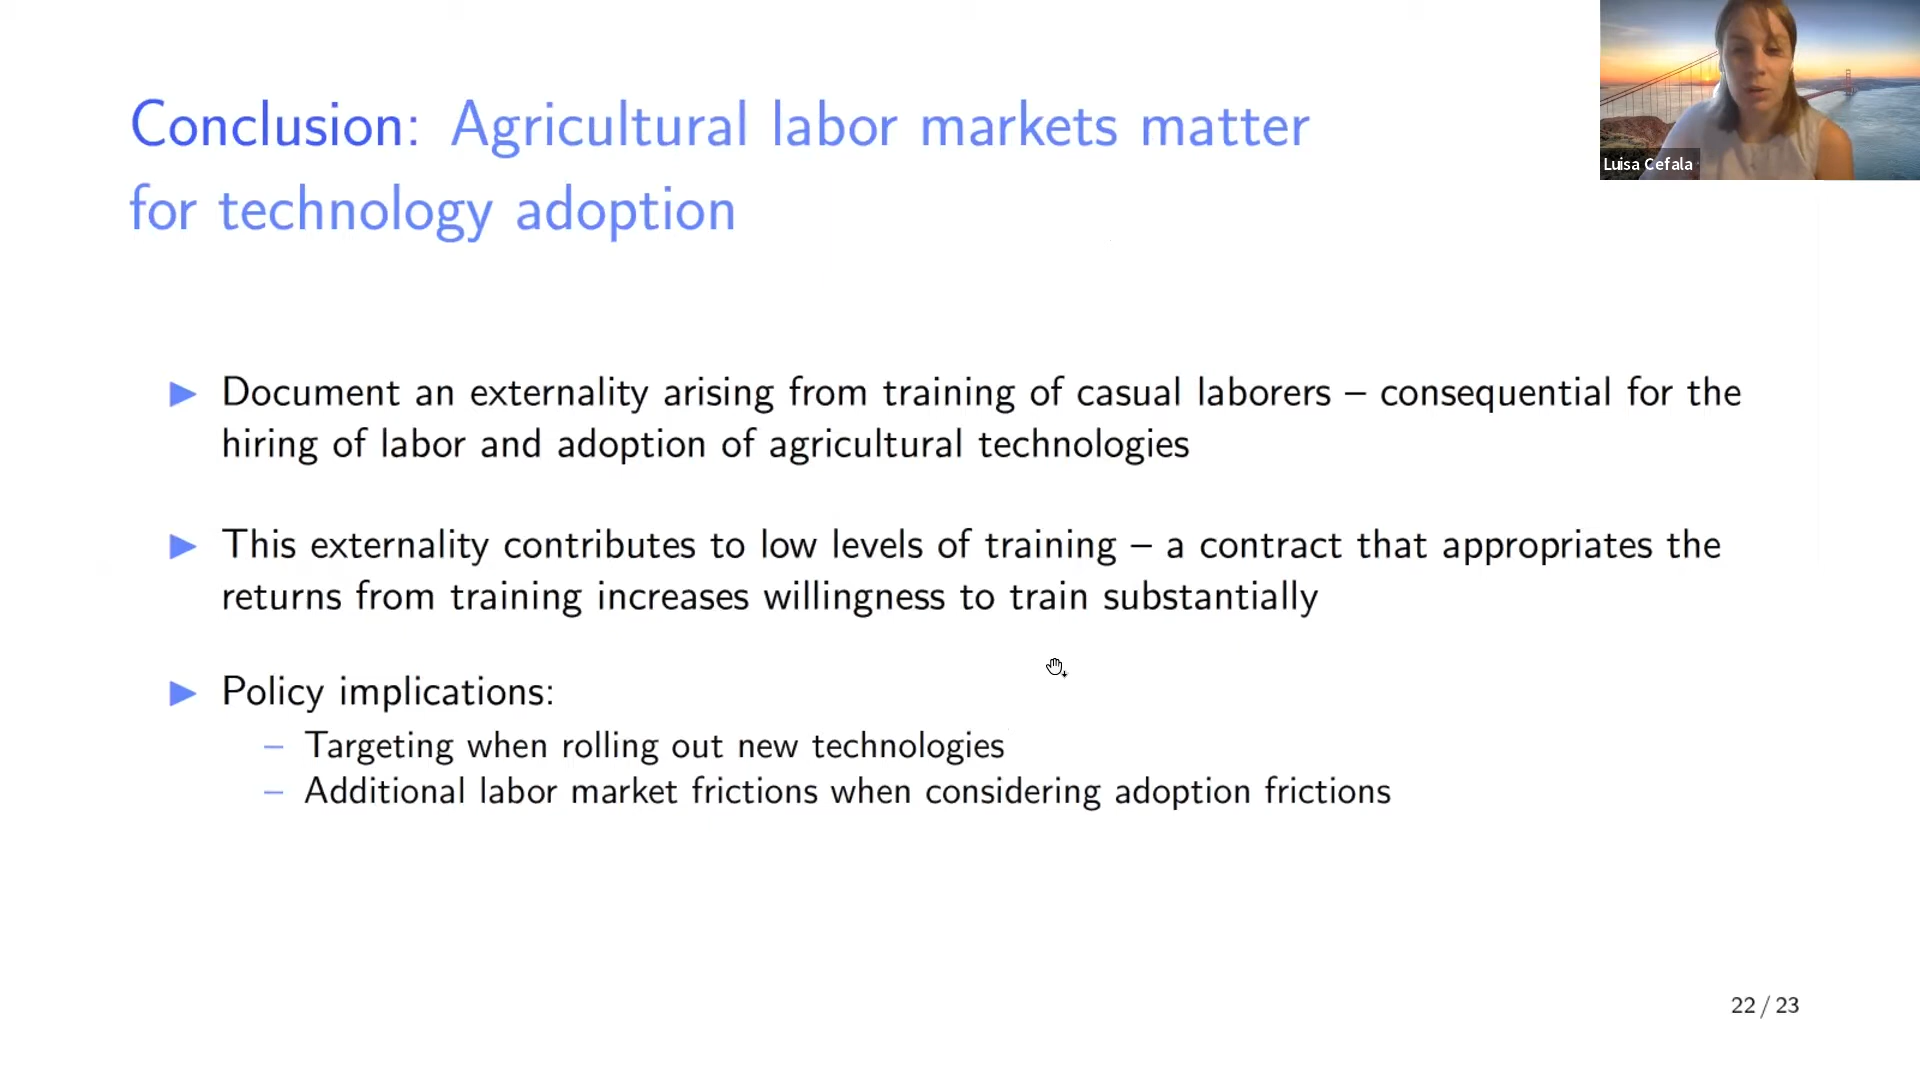 Conclusion: Agricultural labor markets matter
for technology adoption
Luisa Cefala
▶ Document an externality arising from training of casual laborers – consequential for the
hiring of labor and adoption of agricultural technologies
▶ This externality contributes to low levels of training – a contract that appropriates the
returns from training increases willingness to train substantially
▶ Policy implications:
– Targeting when rolling out new technologies
– Additional labor market frictions when considering adoption frictions
22 / 23